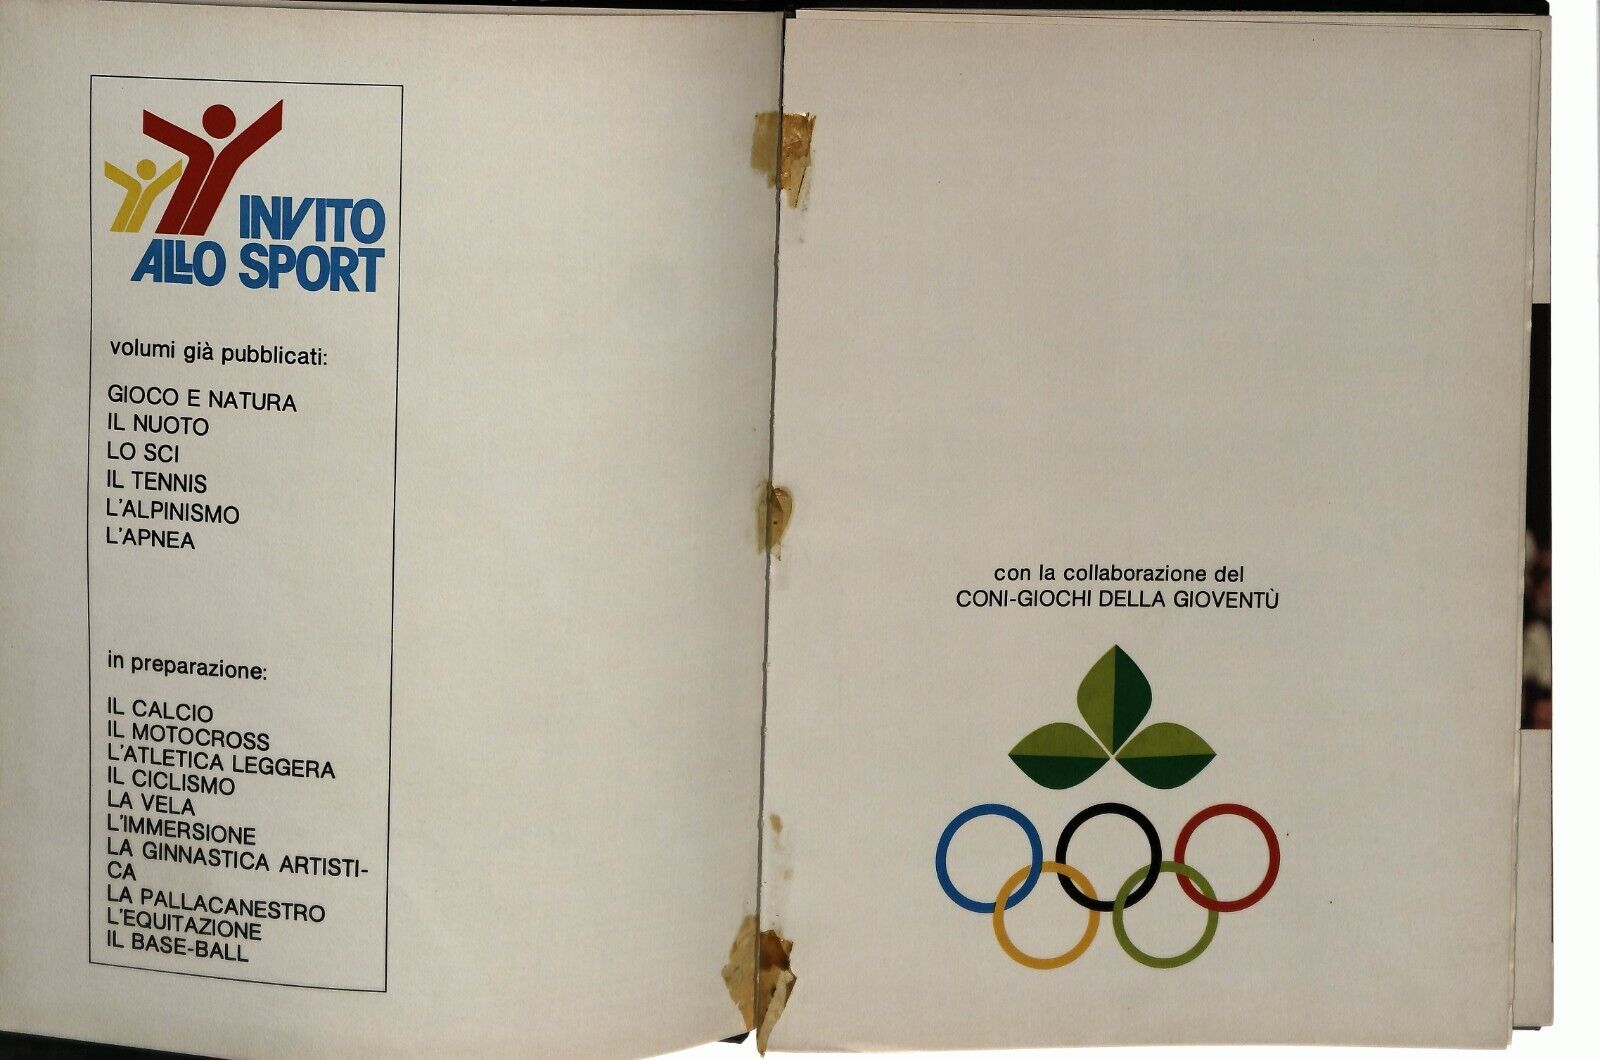 INVITO
ALLO SPORT
volumi già pubblicati:
GIOCO E NATURA
IL NUOTO
LO SCI
IL TENNIS
L'ALPINISMO
L'APNEA
in preparazione:
IL CALCIO
IL MOTOCROSS
L'ATLETICA LEGGERA
IL CICLISMO
LA VELA
L'IMMERSIONE
LA GINNASTICA ARTISTI-
CA
LA PALLACANESTRO
L'EQUITAZIONE
IL BASE-BALL
con la collaborazione del
CONI-GIOCHI DELLA GIOVENTÙ